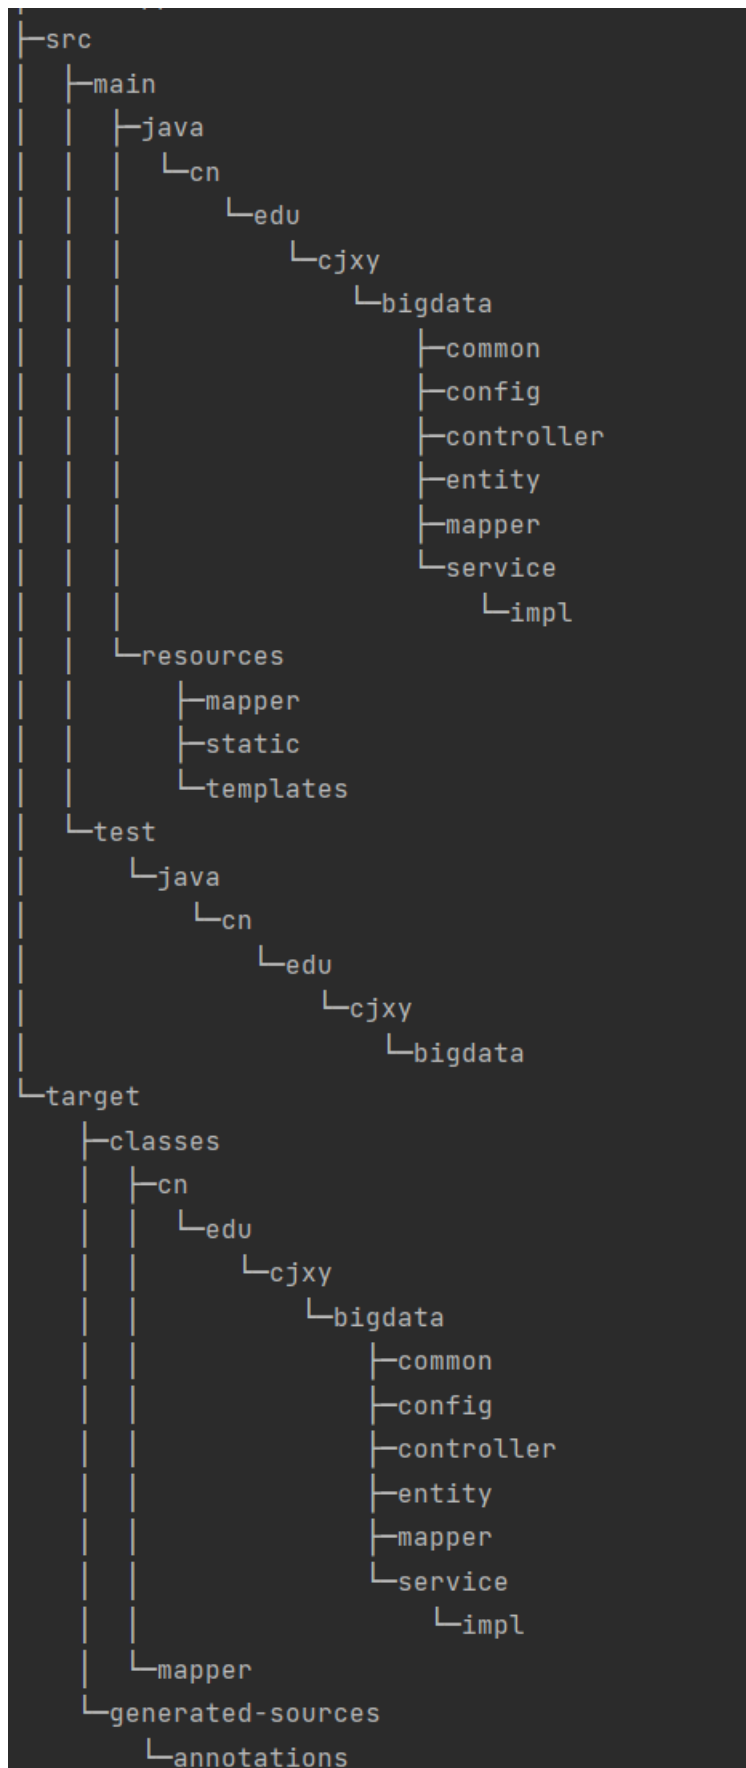 ├─src
│  ├─main
│  │  ├─java
│  │  │  └─cn
│  │  │      └─edu
│  │  │          └─cjxy
│  │  │              └─bigdata
│  │  │                  ├─common
│  │  │                  ├─config
│  │  │                  ├─controller
│  │  │                  ├─entity
│  │  │                  ├─mapper
│  │  │                  └─service
│  │  │                      └─impl
│  │  └─resources
│  │      ├─mapper
│  │      ├─static
│  │      └─templates
│  └─test
│      └─java
│          └─cn
│              └─edu
│                  └─cjxy
│                      └─bigdata
└─target
    ├─classes
    │  ├─cn
    │  │  └─edu
    │  │      └─cjxy
    │  │          └─bigdata
    │  │              ├─common
    │  │              ├─config
    │  │              ├─controller
    │  │              ├─entity
    │  │              ├─mapper
    │  │              └─service
    │  │                  └─impl
    │  └─mapper
    └─generated-sources
        └─annotations